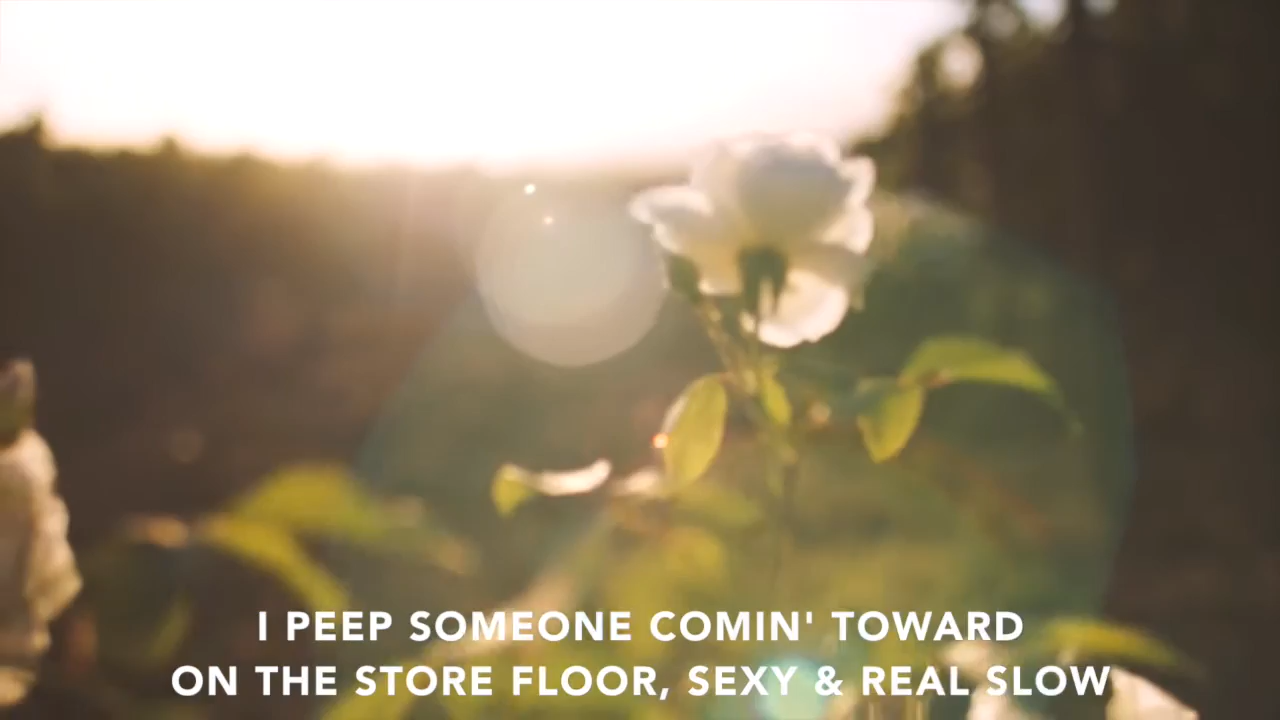 I PEEP SOMEONE COMIN' TOWARD
ON THE STORE FLOOR, SEXY & REAL SLOW